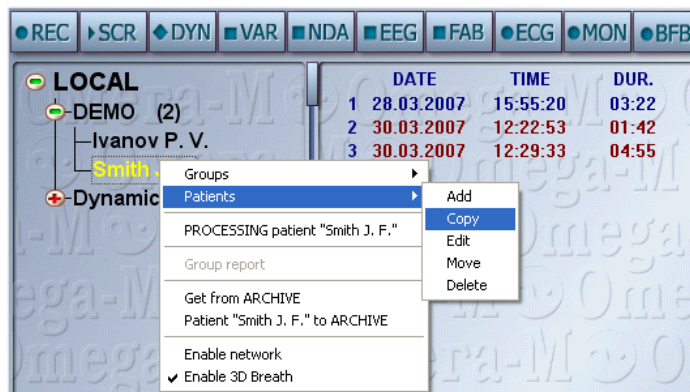 REC SCR DYN VAR NDA EEG FAB ECG MON BFB
LOCAL
DEMO (2)
Ivanov P. V.
Smith J.
Dynamic
DATE TIME DUR.
1 28.03.2007 15:55:20 03:22
2 30.03.2007 12:22:53 01:42
3 30.03.2007 12:29:33 04:55
Groups
Patients
PROCESSING patient "Smith J. F."
Group report
Get from ARCHIVE
Patient "Smith J. F." to ARCHIVE
Enable network
Enable 3D Breath
Add
Copy
Edit
Move
Delete
Omega-M